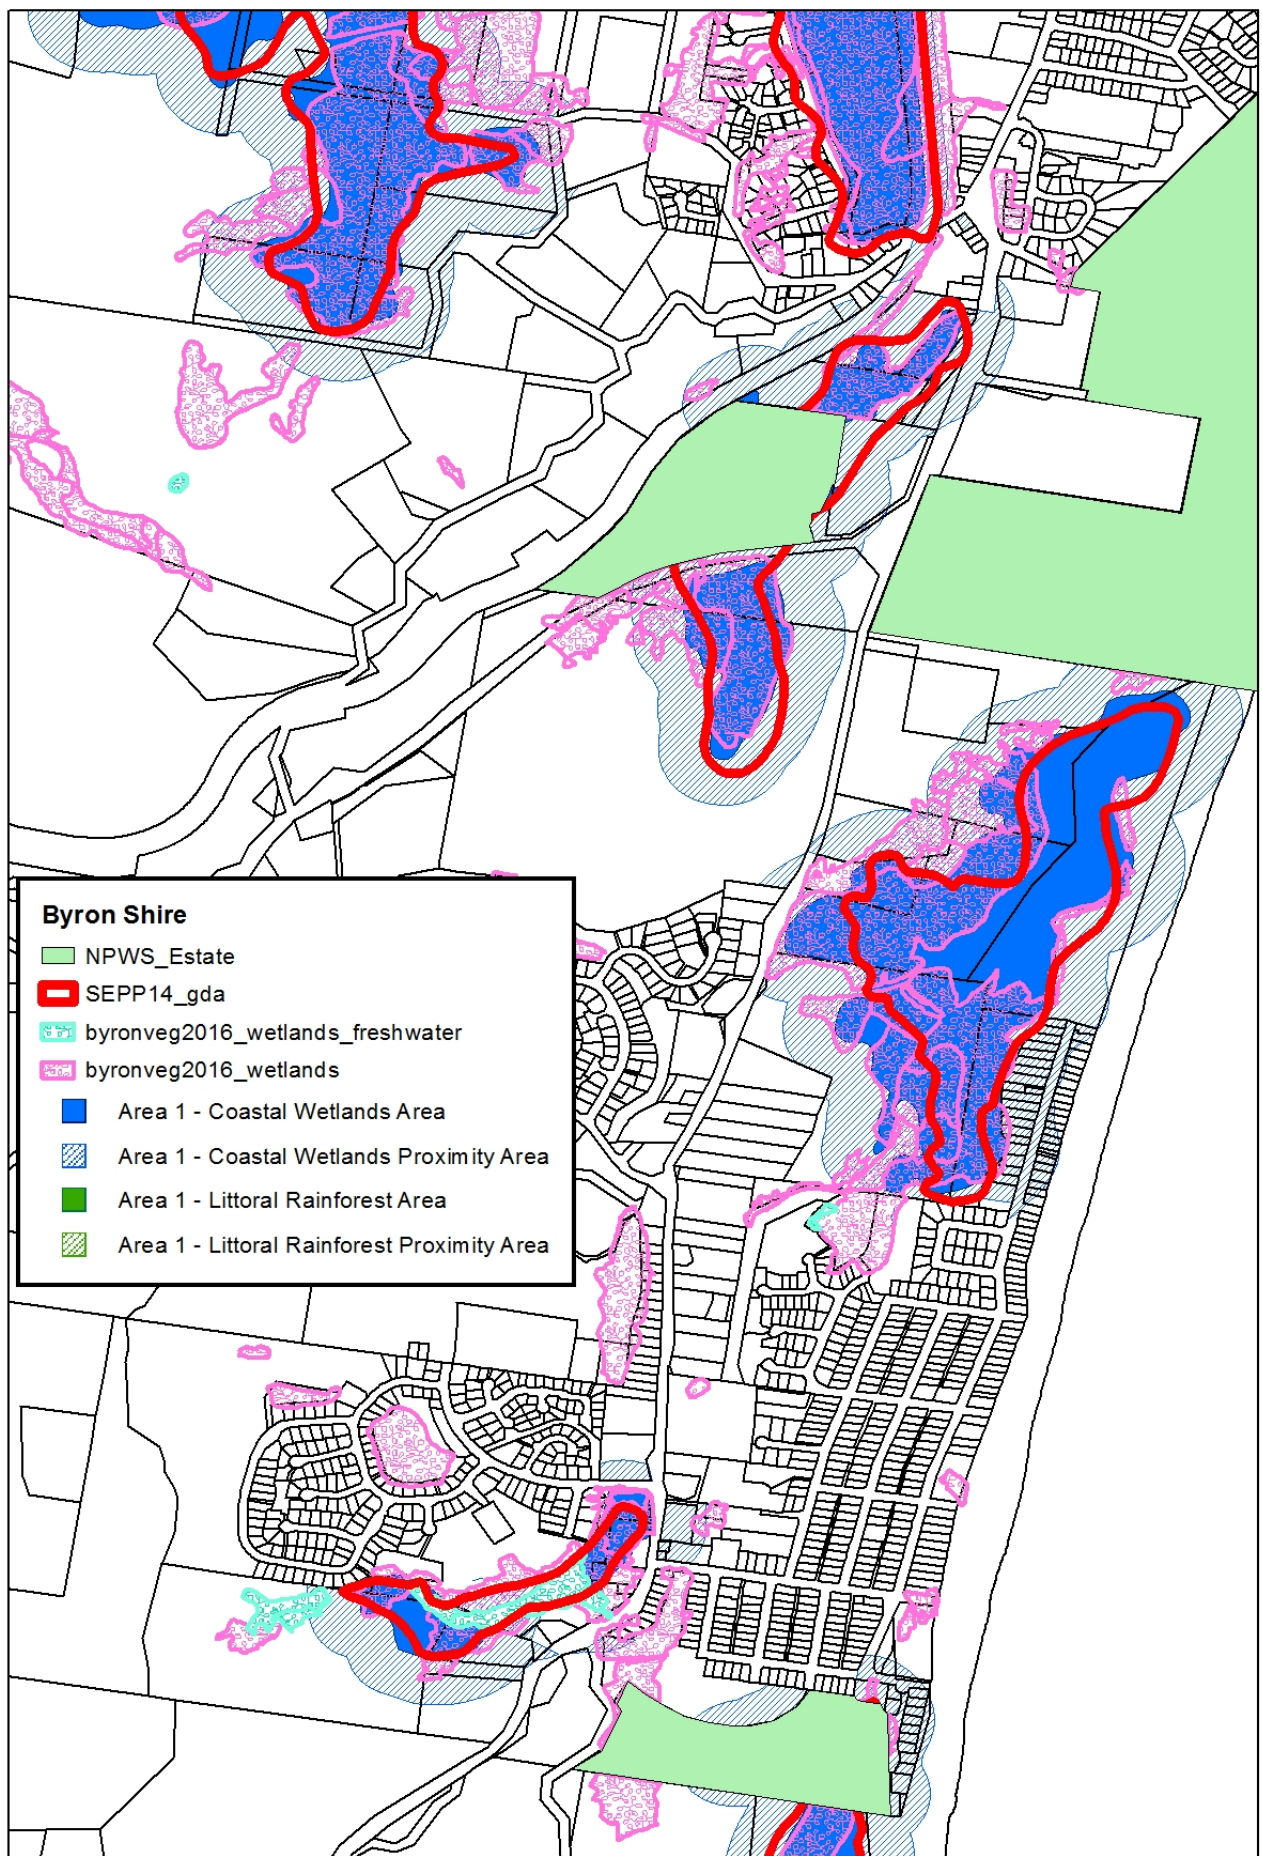 Byron Shire
NPWS_Estate
SEPP14_gda
byronveg2016_wetlands_freshwater
byronveg2016_wetlands
Area 1 - Coastal Wetlands Area
Area 1 - Coastal Wetlands Proximity Area
Area 1 - Littoral Rainforest Area
Area 1 - Littoral Rainforest Proximity Area